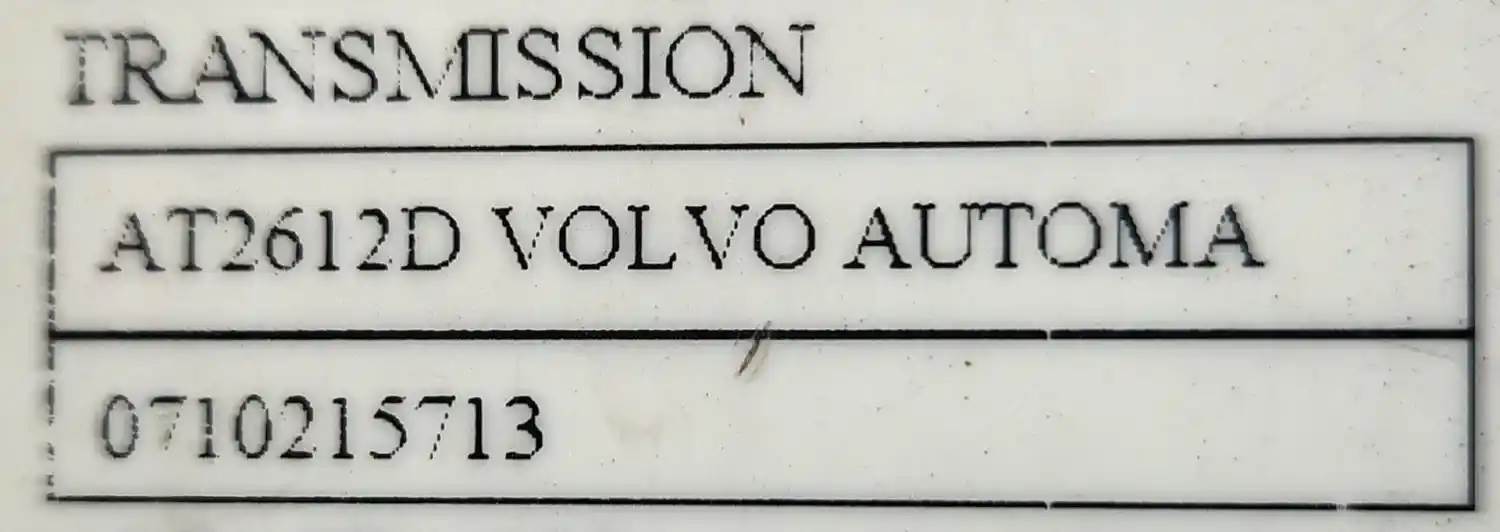 TRANSMISSION
AT2612D VOLVO AUTOMA
0710215713